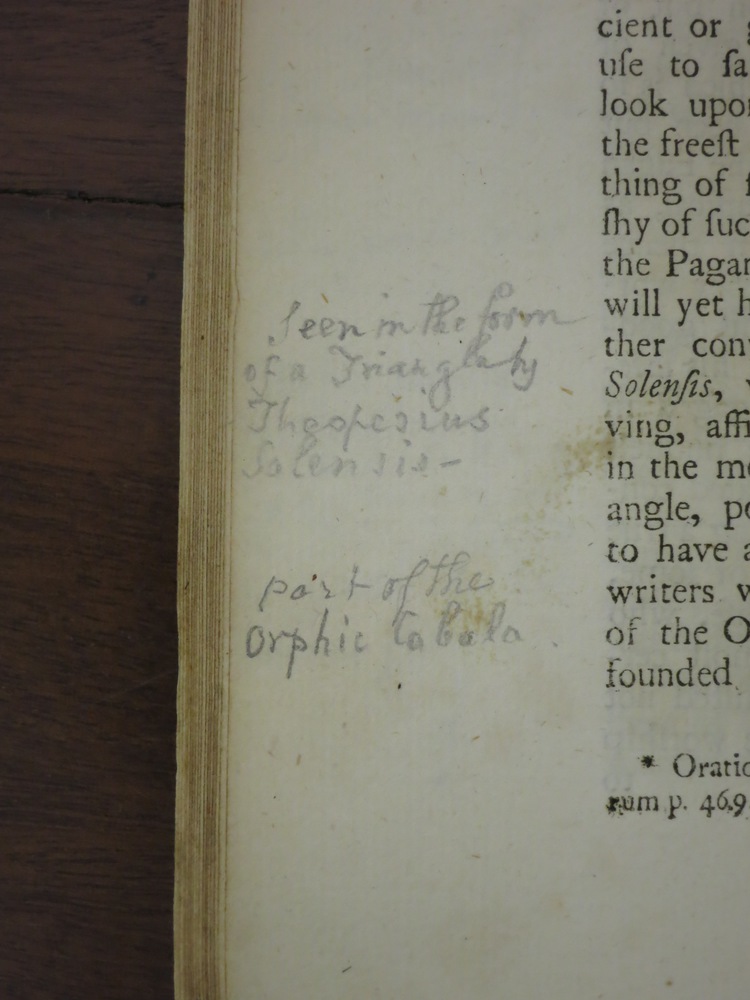 Seen in the form
of a Triangle by
Thespesius
Solensis-
part of the
Orphic Cabala
cient or
uſe to ſa
look upo
the freeſt
thing of
ſhy of ſuc
the Pagan
will yet h
ther con
Solenſis,
ving, affi
in the m
angle, p
to have a
writers
of the O
founded
* Oratio
rum p. 469